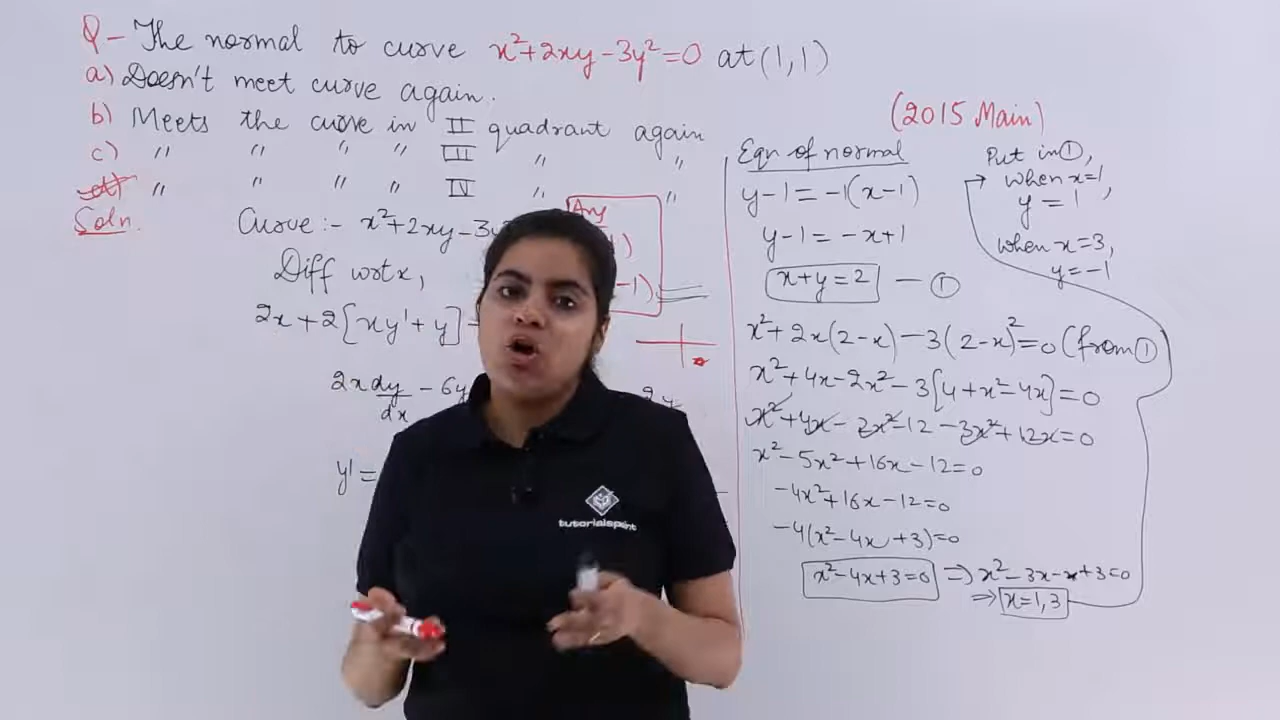 Q - The normal to curve x²+2xy-3y²=0 at (1,1)
a) Doesn't meet curve again.
b) Meets the curve in II quadrant again
c) " " " " III " "
d) " " " " IV " "
Soln.
Curve :- x²+2xy-3y
Diff wrt x,
2x+2[xy'+y]-
2x dy/dx - 6y
2y
y'=
Ans
1)
-1)
(2015 Main)
Eqn of normal
y-1=-1(x-1)
y-1=-x+1
x+y=2 — ①
x²+2x(2-x)-3(2-x)²=0 (from ①
x²+4x-2x²-3[4+x²-4x]=0
x²+4x-2x²-12-3x²+12x=0
x²-5x²+16x-12=0
-4x²+16x-12=0
-4(x²-4x+3)=0
x²-4x+3=0 ⇒ x²-3x-x+3=0
⇒ x=1,3
Put in ①,
when x=1,
y=1
when x=3,
y=-1
tutorialspoint